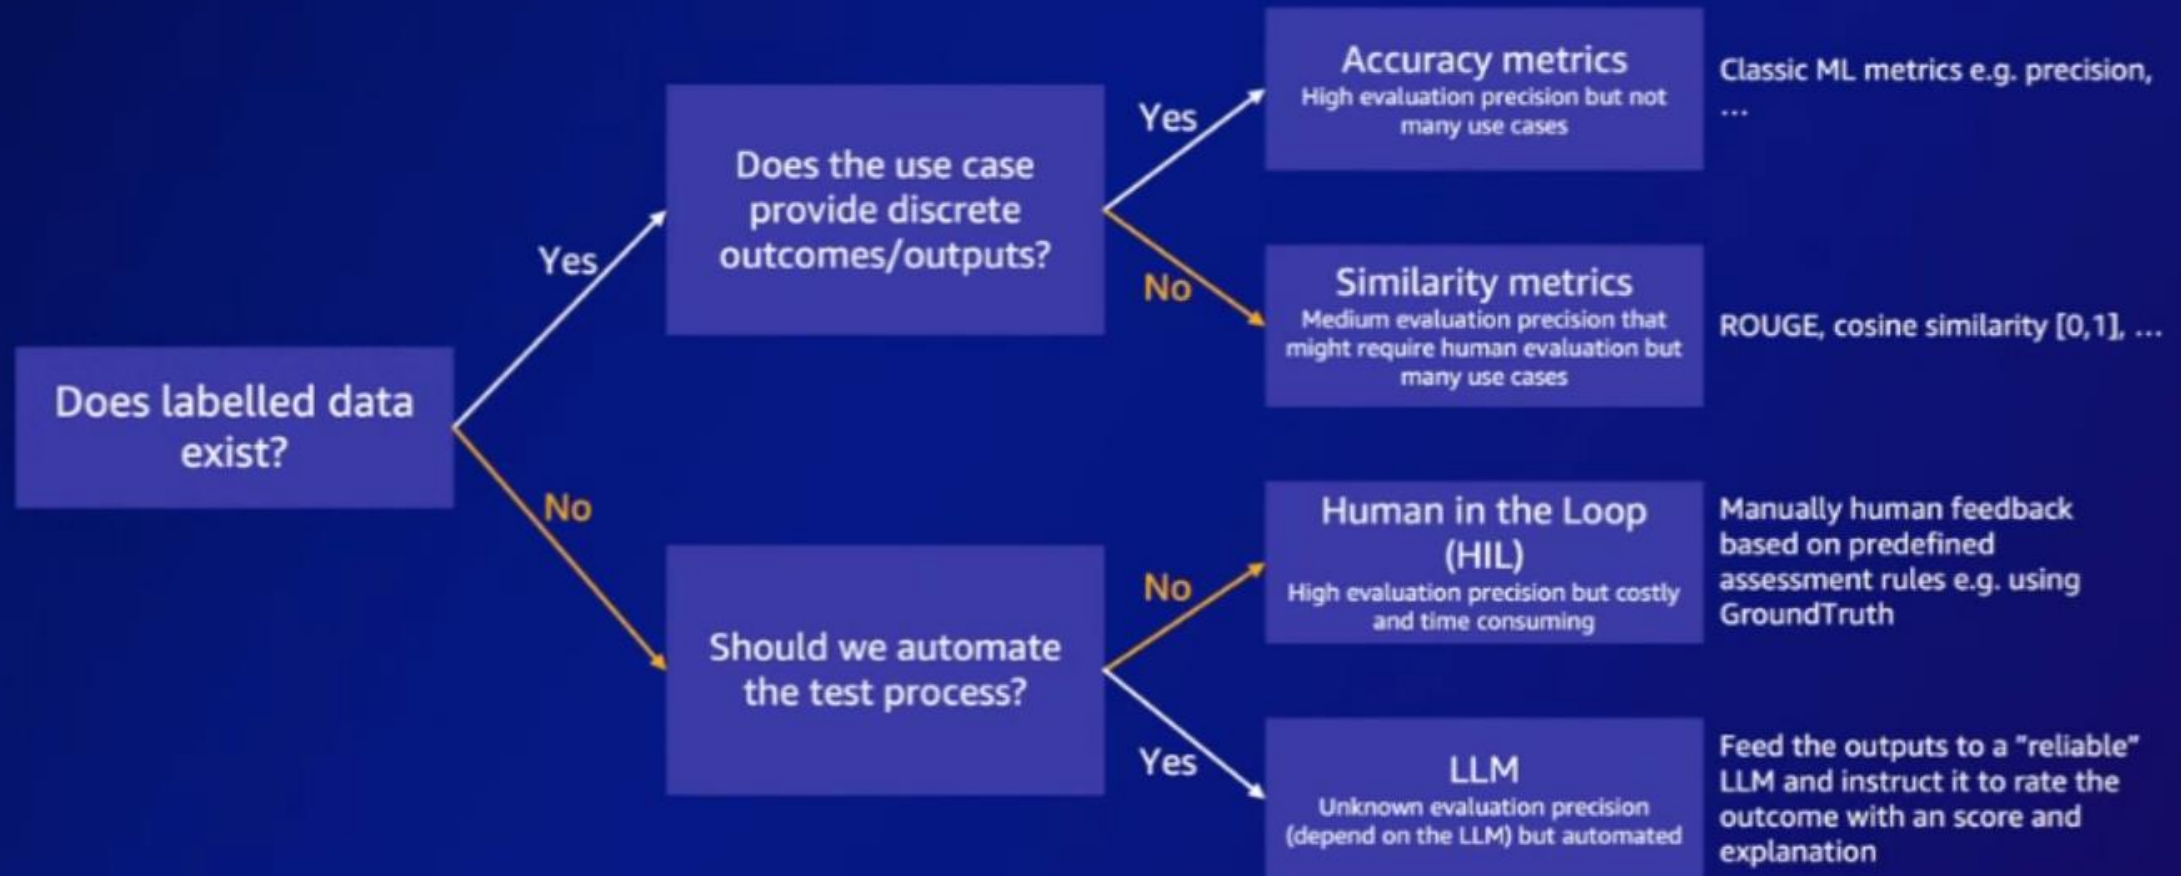 Does labelled data
exist?
Yes
No
Does the use case
provide discrete
outcomes/outputs?
Yes
No
Should we automate
the test process?
No
Yes
Accuracy metrics
High evaluation precision but not
many use cases
Classic ML metrics e.g. precision,
...
Similarity metrics
Medium evaluation precision that
might require human evaluation but
many use cases
ROUGE, cosine similarity [0,1], ...
Human in the Loop
(HIL)
High evaluation precision but costly
and time consuming
Manually human feedback
based on predefined
assessment rules e.g. using
GroundTruth
LLM
Unknown evaluation precision
(depend on the LLM) but automated
Feed the outputs to a "reliable"
LLM and instruct it to rate the
outcome with an score and
explanation